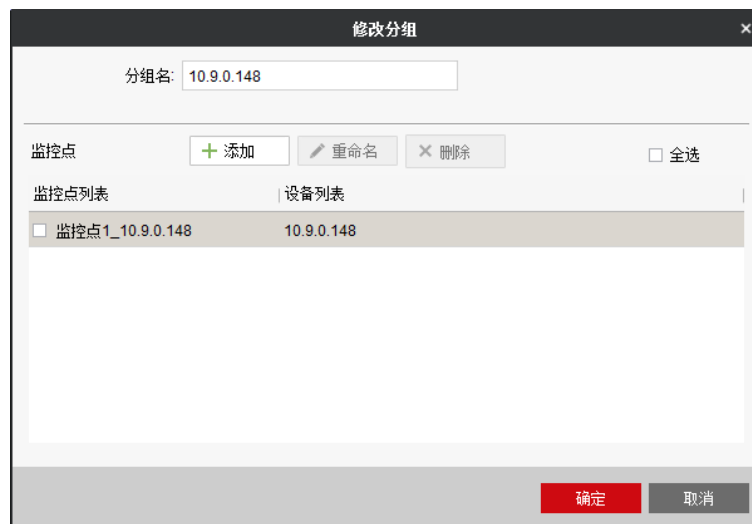 修改分组
分组名: 10.9.0.148
监控点 添加 重命名 删除 全选
监控点列表 设备列表
监控点1_10.9.0.148 10.9.0.148
确定 取消